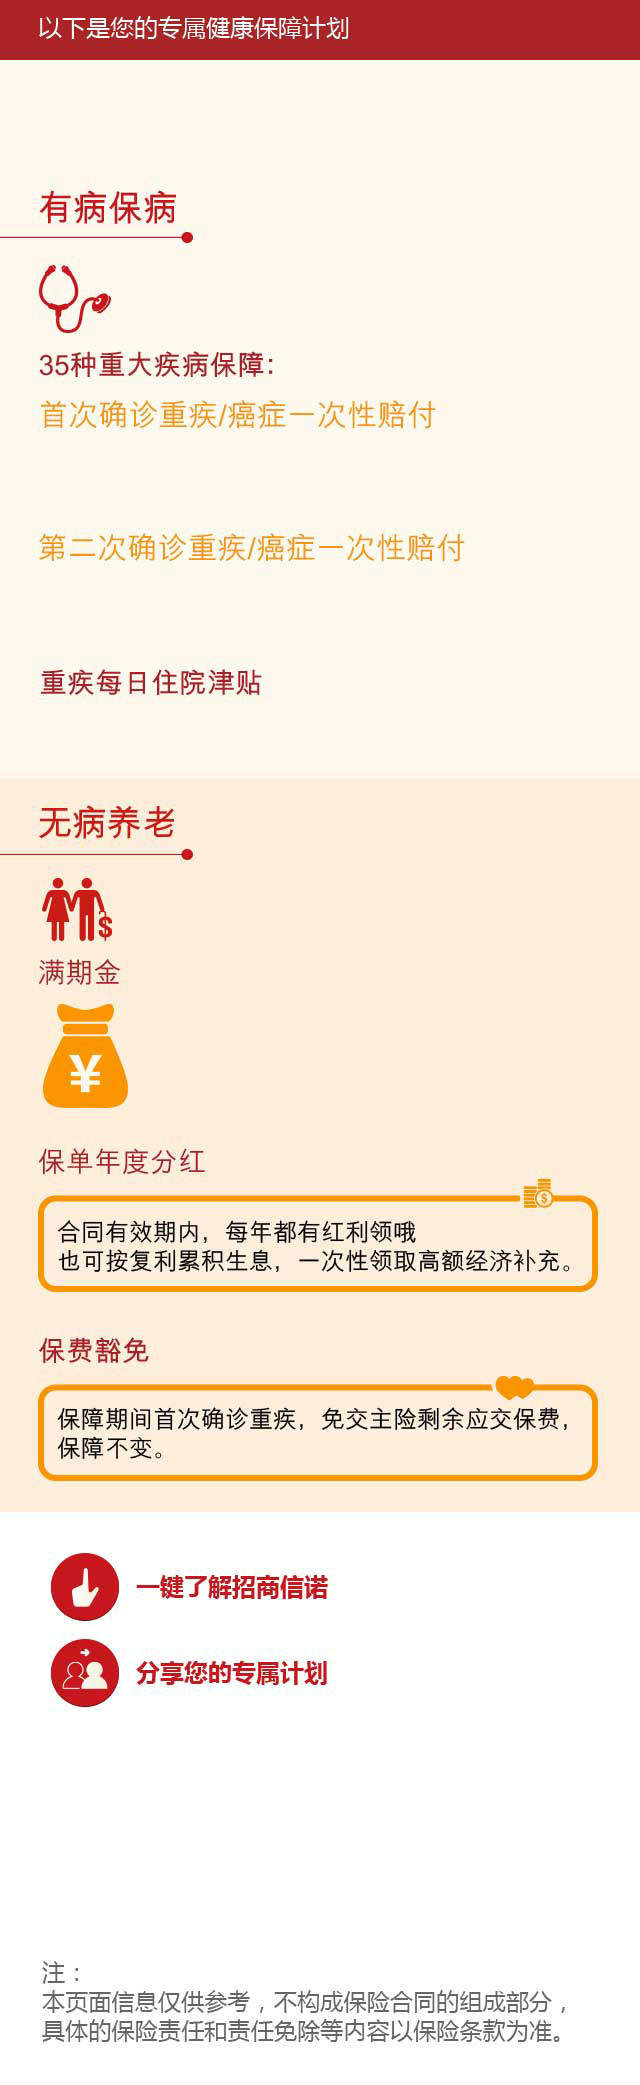 以下是您的专属健康保障计划
有病保病
35种重大疾病保障：
首次确诊重疾/癌症一次性赔付
第二次确诊重疾/癌症一次性赔付
重疾每日住院津贴
无病养老
$
满期金
¥
保单年度分红
$
合同有效期内，每年都有红利领哦
也可按复利累积生息，一次性领取高额经济补充。
保费豁免
保障期间首次确诊重疾，免交主险剩余应交保费，
保障不变。
一键了解招商信诺
分享您的专属计划
注：
本页面信息仅供参考，不构成保险合同的组成部分，
具体的保险责任和责任免除等内容以保险条款为准。